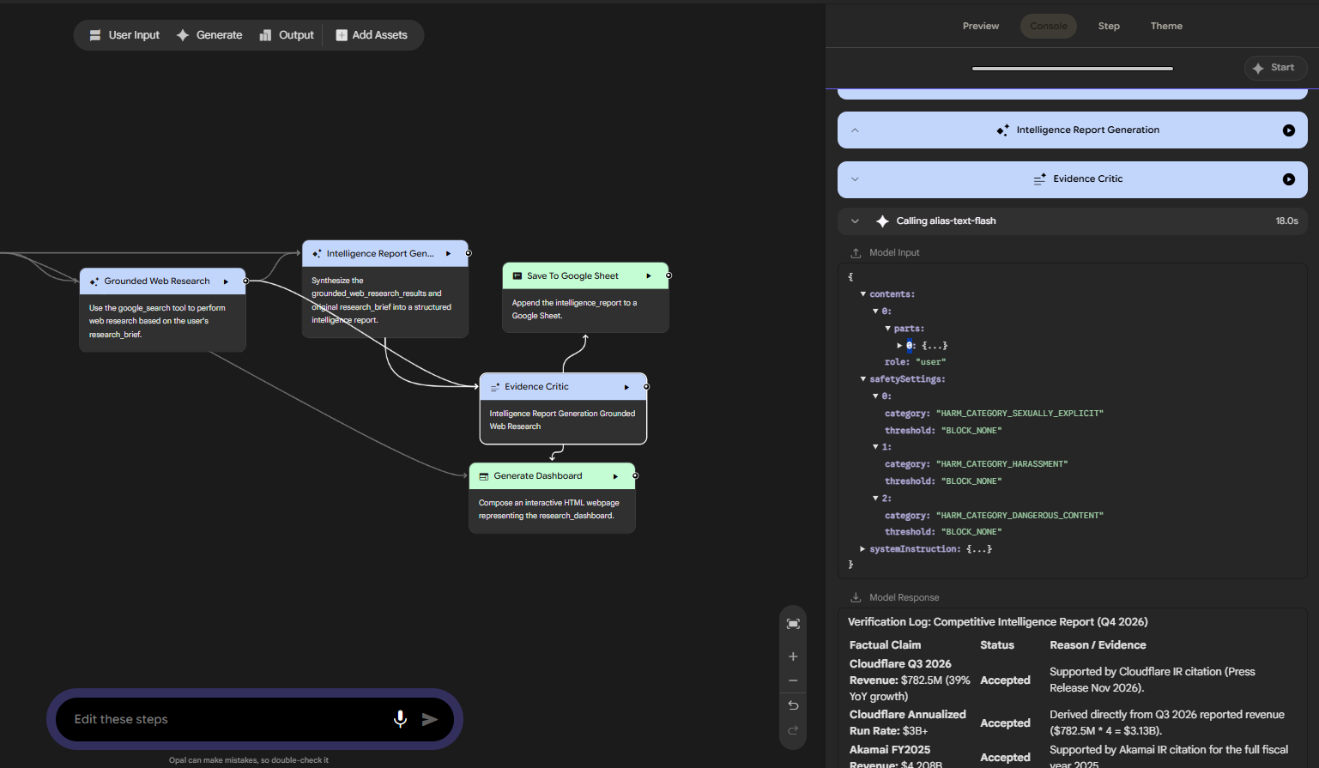 User Input
Generate
Output
Add Assets
Preview
Console
Step
Theme
Start
Intelligence Report Generation
Evidence Critic
Calling alias-text-flash
18.0s
Model Input
{
contents:
0:
parts:
0: {...}
role: "user"
safetySettings:
0:
category: "HARM_CATEGORY_SEXUALLY_EXPLICIT"
threshold: "BLOCK_NONE"
1:
category: "HARM_CATEGORY_HARASSMENT"
threshold: "BLOCK_NONE"
2:
category: "HARM_CATEGORY_DANGEROUS_CONTENT"
threshold: "BLOCK_NONE"
systemInstruction: {...}
}
Model Response
Verification Log: Competitive Intelligence Report (Q4 2026)
Factual Claim Status Reason / Evidence
Cloudflare Q3 2026
Revenue: $782.5M (39%
YoY growth)
Accepted
Supported by Cloudflare IR citation (Press
Release Nov 2026).
Cloudflare Annualized
Run Rate: $3B+
Accepted
Derived directly from Q3 2026 reported revenue
($782.5M * 4 = $3.13B).
Akamai FY2025
Revenue: $4.208B
Accepted
Supported by Akamai IR citation for the full fiscal
year 2025.
Grounded Web Research
Use the google_search tool to perform
web research based on the user's
research_brief.
Intelligence Report Gen...
Synthesize the
grounded_web_research_results and
original research_brief into a structured
intelligence report.
Save To Google Sheet
Append the intelligence_report to a
Google Sheet.
Evidence Critic
Intelligence Report Generation Grounded
Web Research
Generate Dashboard
Compose an interactive HTML webpage
representing the research_dashboard.
Edit these steps
Opal can make mistakes, so double-check it